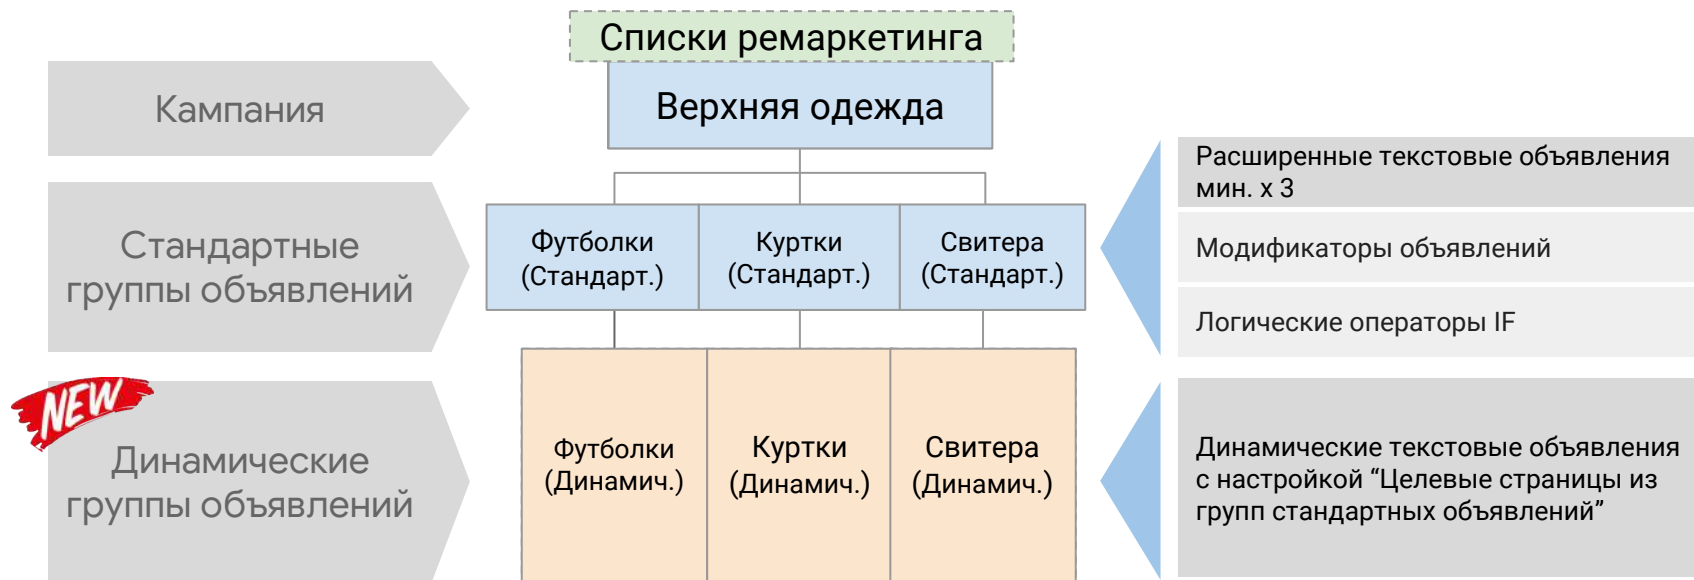 Списки ремаркетинга
Кампания
Верхняя одежда
Расширенные текстовые объявления
мин. x 3
Модификаторы объявлений
Логические операторы IF
Стандартные
группы объявлений
Футболки
(Стандарт.)
Куртки
(Стандарт.)
Свитера
(Стандарт.)
NEW
Динамические
группы объявлений
Футболки
(Динамич.)
Куртки
(Динамич.)
Свитера
(Динамич.)
Динамические текстовые объявления
с настройкой “Целевые страницы из
групп стандартных объявлений”